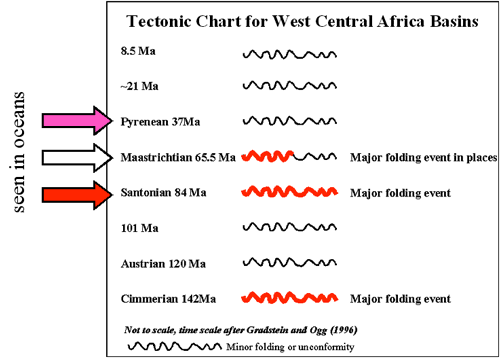 Tectonic Chart for West Central Africa Basins
8.5 Ma
~21 Ma
seen in oceans
Pyrenean 37Ma
Maastrichtian 65.5 Ma Major folding event in places
Santonian 84 Ma Major folding event
101 Ma
Austrian 120 Ma
Cimmerian 142Ma Major folding event
Not to scale, time scale after Gradstein and Ogg (1996)
Minor folding or unconformity